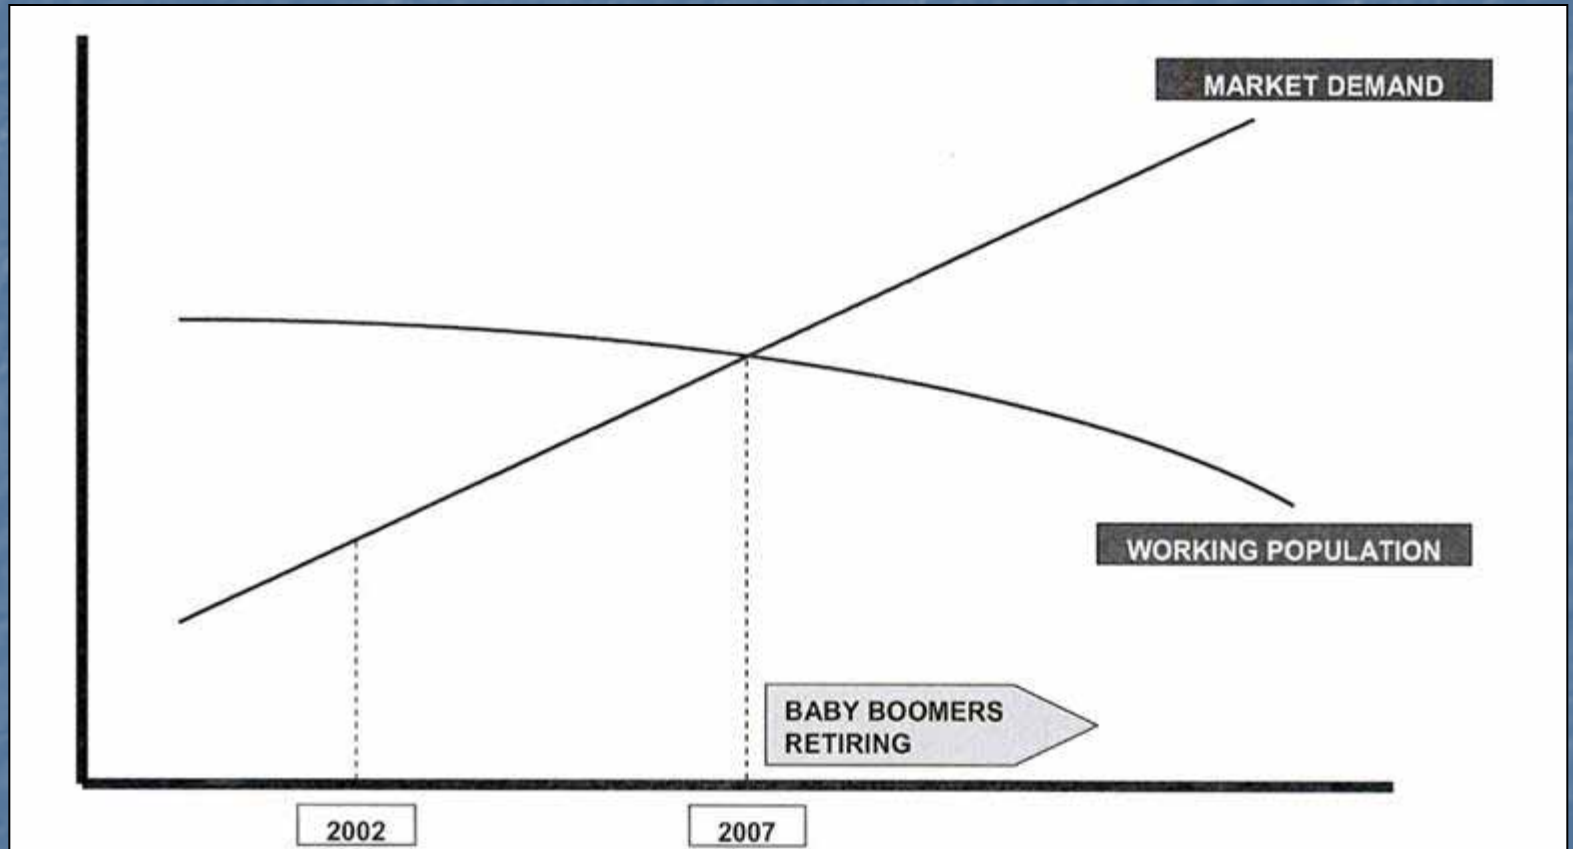 MARKET DEMAND
WORKING POPULATION
BABY BOOMERS
RETIRING
2002
2007